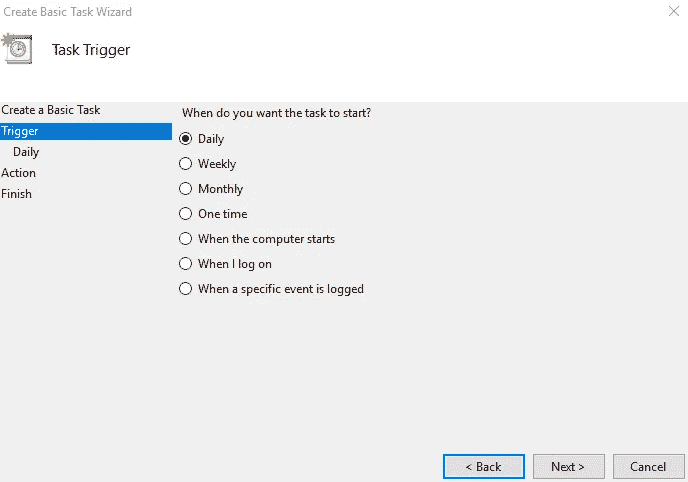 Create Basic Task Wizard
Task Trigger
Create a Basic Task
Trigger
Daily
Action
Finish
When do you want the task to start?
Daily
Weekly
Monthly
One time
When the computer starts
When I log on
When a specific event is logged
< Back
Next >
Cancel